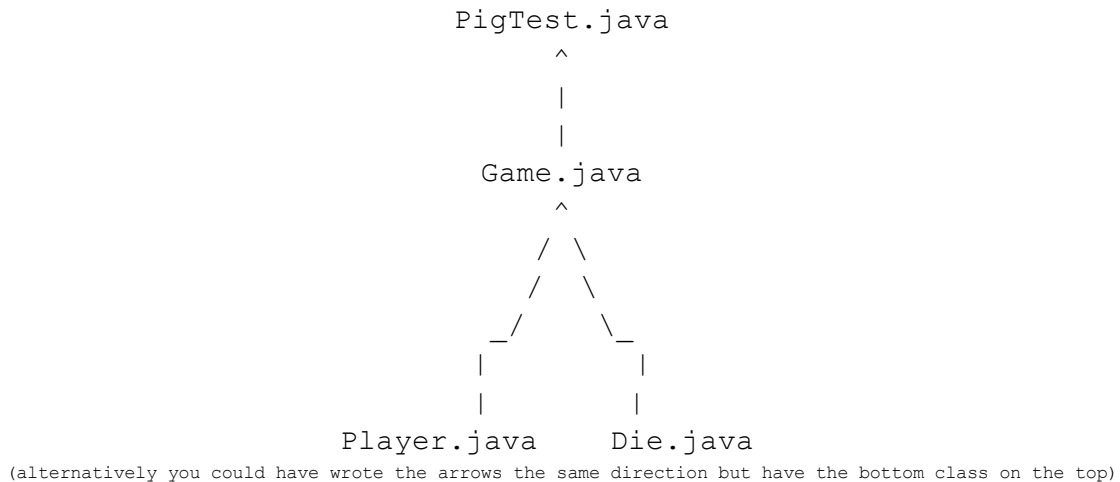 PigTest.java
^
|
|
Game.java
^
/ \
/ \
_/ \_
| |
| |
Player.java Die.java
(alternatively you could have wrote the arrows the same direction but have the bottom class on the top)